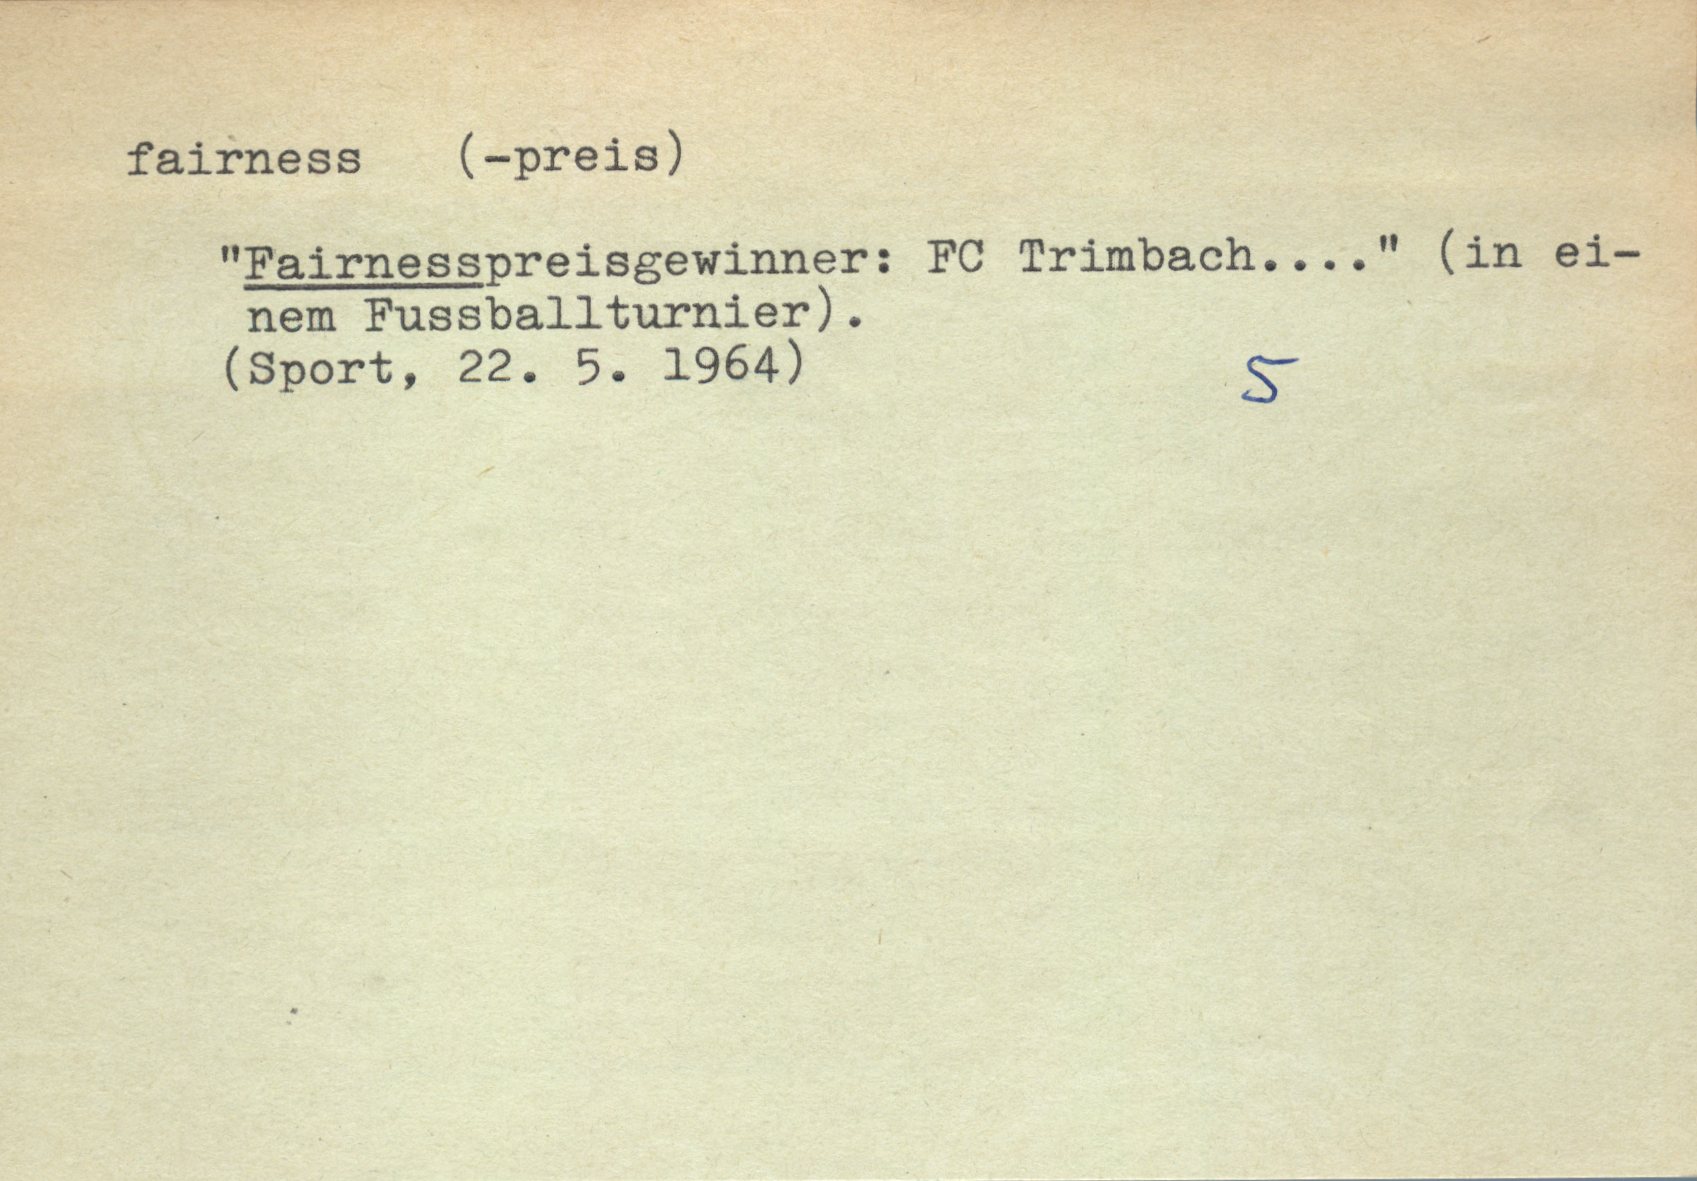 fairness (-preis)
"Fairnesspreisgewinner: FC Trimbach...." (in ei-
nem Fussballturnier).
(Sport, 22. 5. 1964)
5